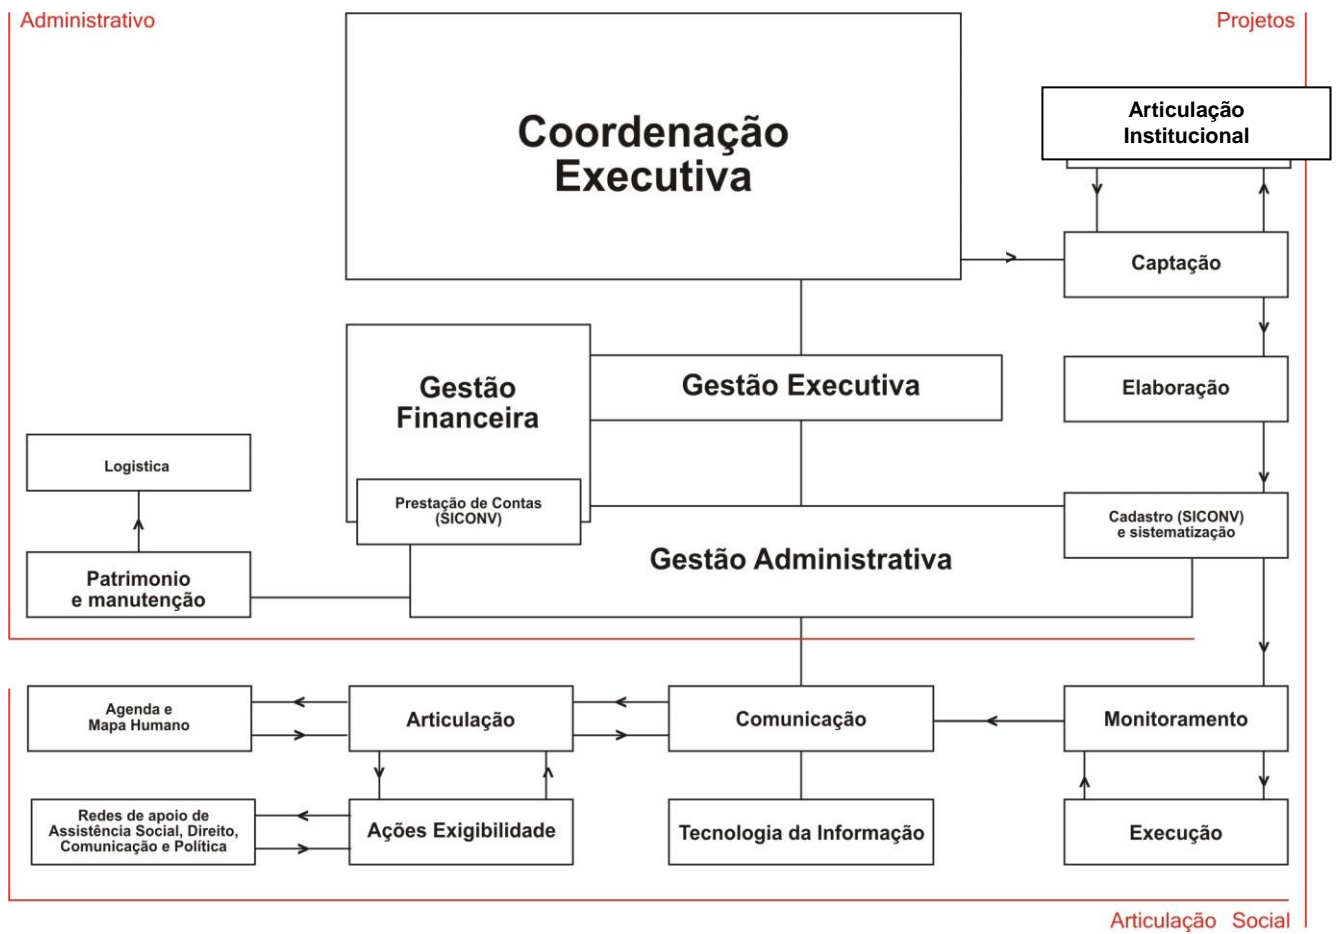 Administrativo
Projetos
Coordenação
Executiva
Articulação
Institucional
Captação
Gestão
Financeira
Gestão Executiva
Elaboração
Logistica
Prestação de Contas
(SICONV)
Cadastro (SICONV)
e sistematização
Gestão Administrativa
Patrimonio
e manutenção
Agenda e
Mapa Humano
Articulação
Comunicação
Monitoramento
Redes de apoio de
Assistência Social, Direito,
Comunicação e Política
Ações Exigibilidade
Tecnologia da Informação
Execução
Articulação Social